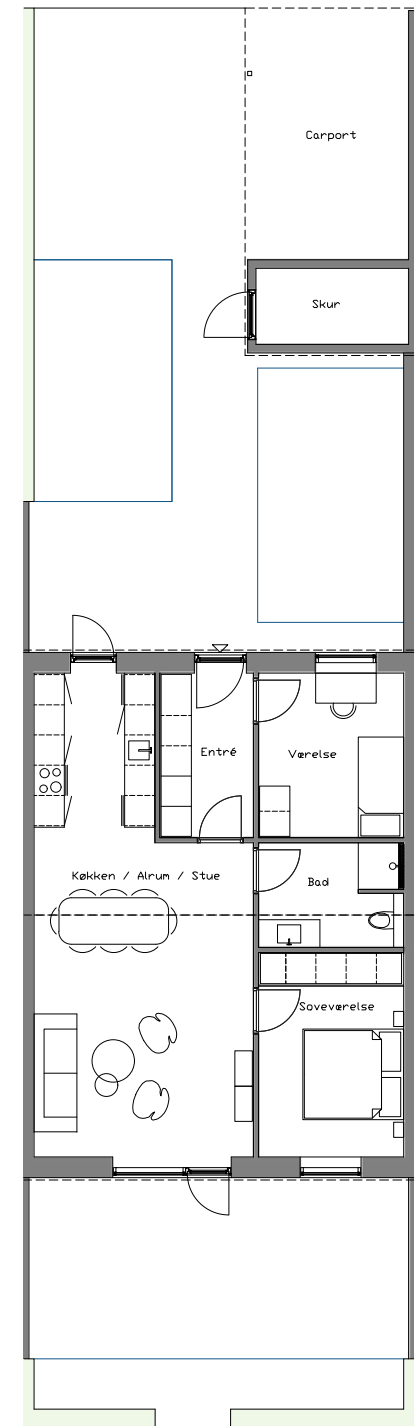 Carport
Skur
Entré
Værelse
Køkken / Alrum / Stue
Bad
Soveværelse